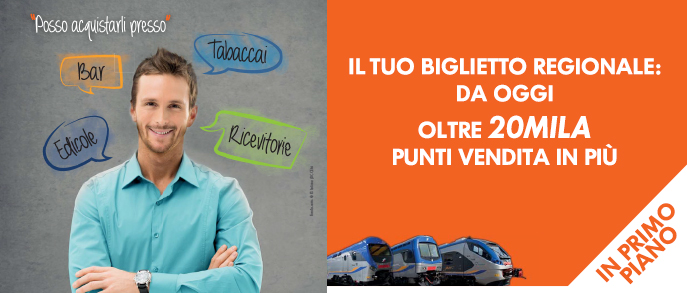 "Posso acquistarli presso"
Tabaccai
Bar
Edicole
Ricevitorie
IL TUO BIGLIETTO REGIONALE:
DA OGGI
OLTRE 20MILA
PUNTI VENDITA IN PIÙ
IN PRIMO
PIANO